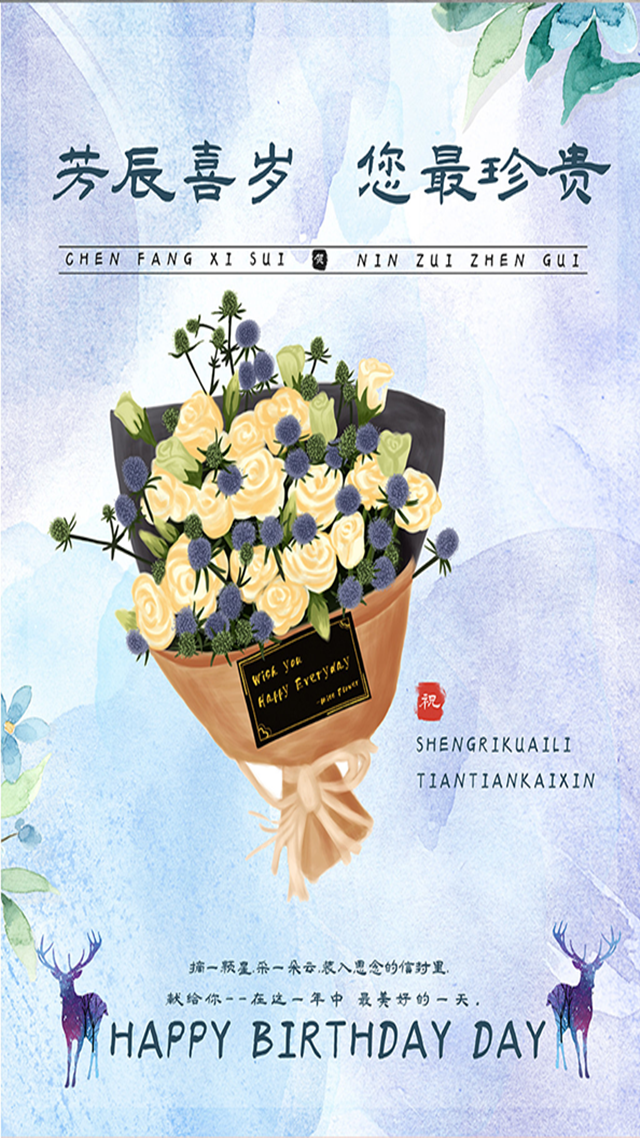 芳辰喜岁 您最珍贵
CHEN FANG XI SUI 贺 NIN ZUI ZHEN GUI
Wish you
Happy Everyday
祝
SHENGRIKUAILI
TIANTIANKAIXIN
摘一颗星.采一朵云.装入思念的信封里.
献给你--在这一年中 最美好的一天.
HAPPY BIRTHDAY DAY